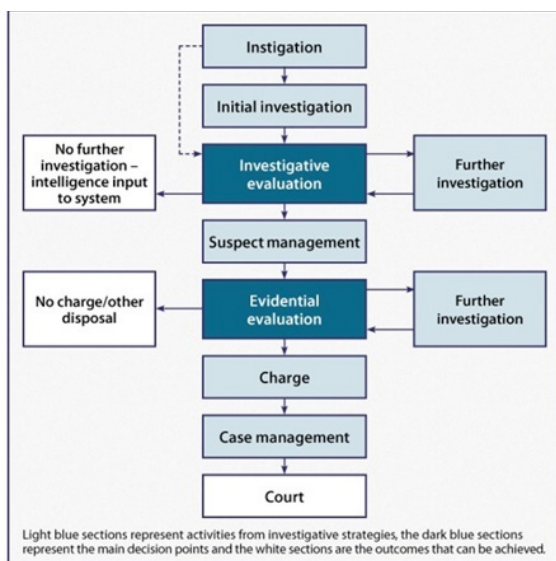 Instigation
Initial investigation
No further
investigation –
intelligence input
to system
Investigative
evaluation
Further
investigation
Suspect management
No charge/other
disposal
Evidential
evaluation
Further
investigation
Charge
Case management
Court
Light blue sections represent activities from investigative strategies, the dark blue sections
represent the main decision points and the white sections are the outcomes that can be achieved.